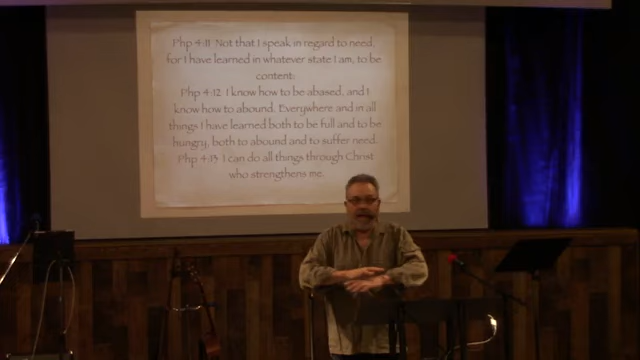 Php 4:11 Not that I speak in regard to need,
for I have learned in whatever state I am, to be
content:
Php 4:12 I know how to be abased, and I
know how to abound. Everywhere and in all
things I have learned both to be full and to be
hungry, both to abound and to suffer need.
Php 4:13 I can do all things through Christ
who strengthens me.